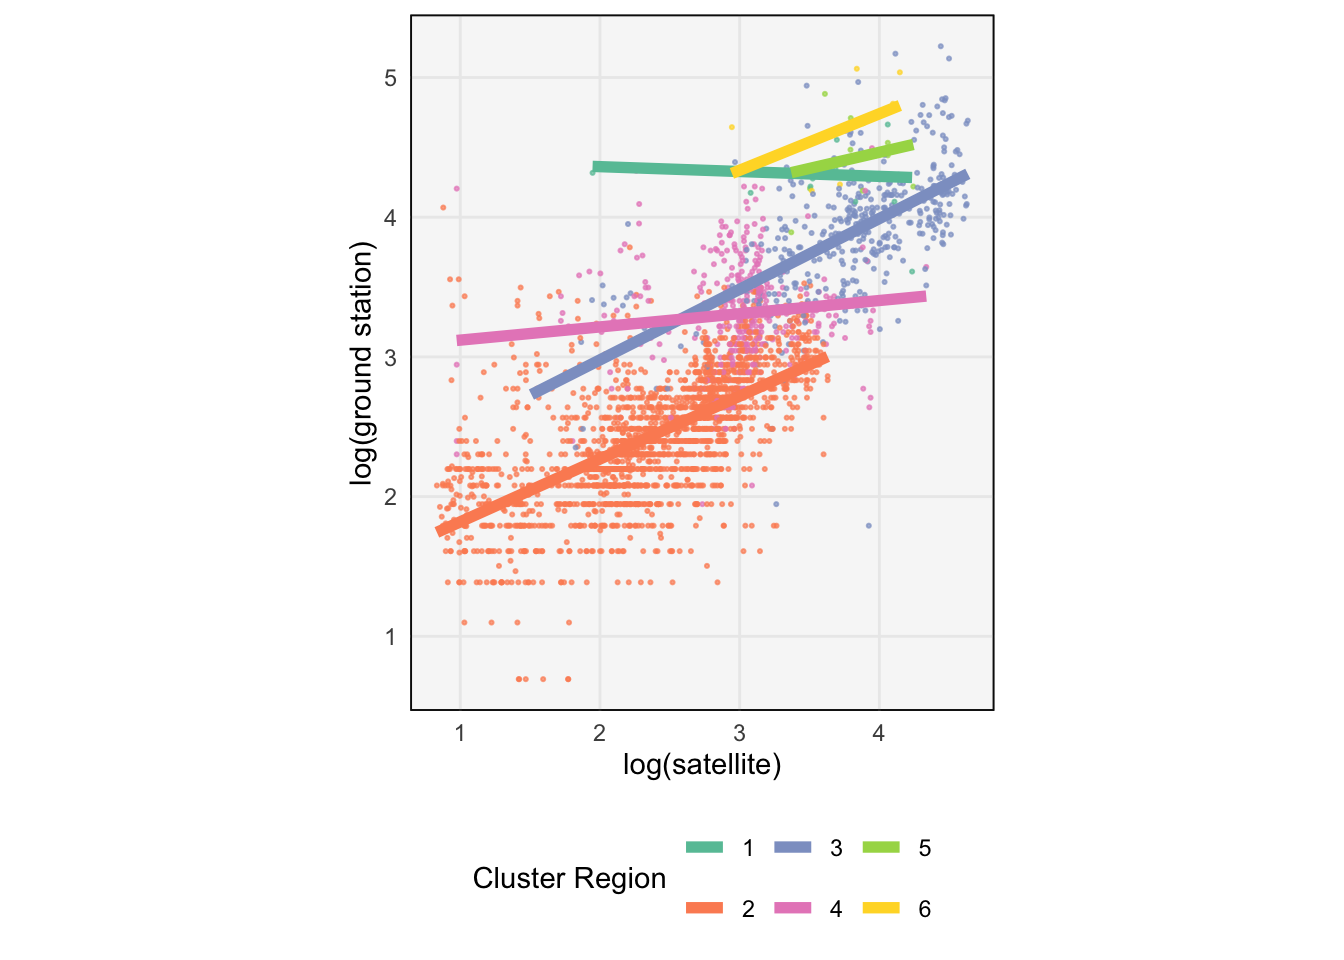 5
4
3
2
1
log(ground station)
1 2 3 4
log(satellite)
Cluster Region
1 3 5
2 4 6